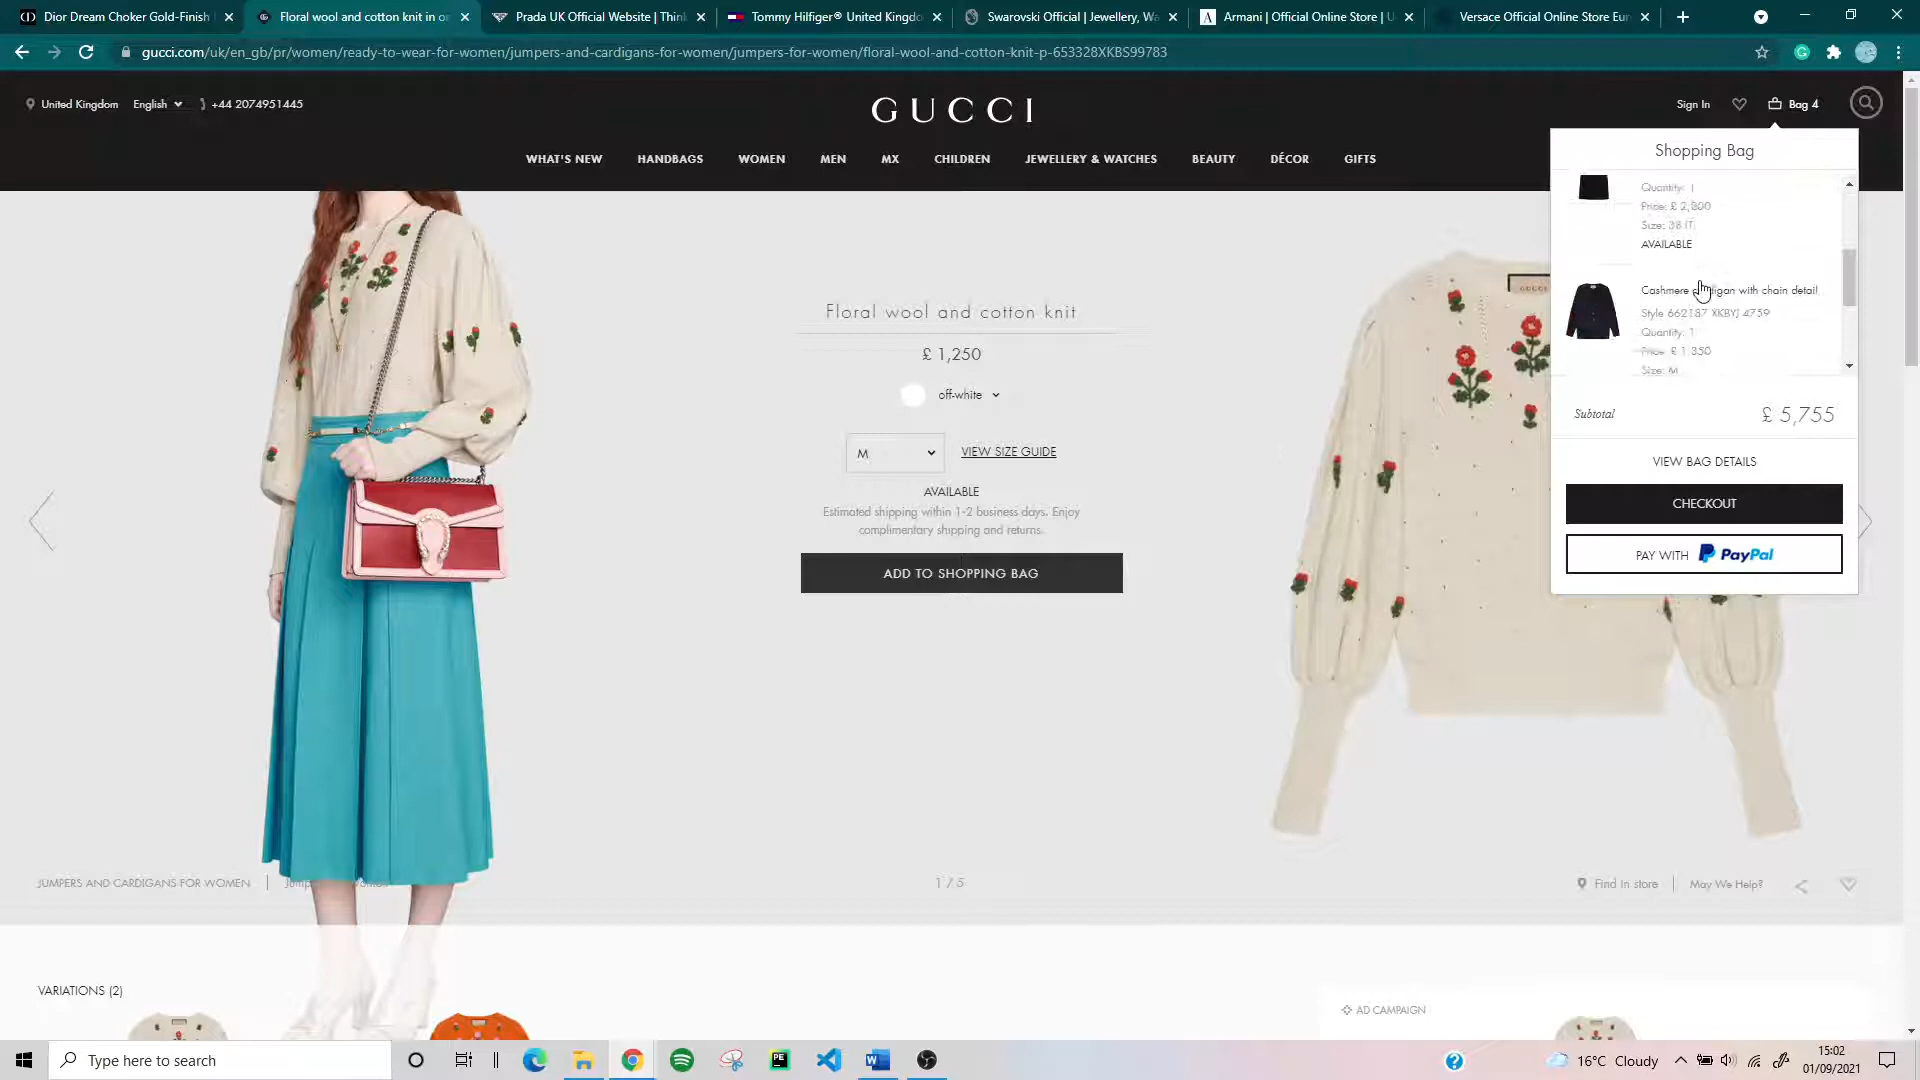 Dior Dream Choker Gold-Finish
Floral wool and cotton knit in o
Prada UK Official Website | Thin
Tommy Hilfiger® United Kingdo
Swarovski Official | Jewellery, Wa
Armani | Official Online Store | U
Versace Official Online Store Eur
gucci.com/uk/en_gb/pr/women/ready-to-wear-for-women/jumpers-and-cardigans-for-women/jumpers-for-women/floral-wool-and-cotton-knit-p-653328XKBS99783
United Kingdom English +44 2074951445
GUCCI
Sign In Bag 4
WHAT'S NEW HANDBAGS WOMEN MEN MX CHILDREN JEWELLERY & WATCHES BEAUTY DÉCOR GIFTS
Shopping Bag
Quantity: 1
Price: £ 2,800
Size: 38 IT
AVAILABLE
Cashmere cardigan with chain detail
Style 662187 XKBYJ 4759
Quantity: 1
Price: £ 1,350
Size: M
Subtotal £ 5,755
VIEW BAG DETAILS
CHECKOUT
PAY WITH PayPal
Floral wool and cotton knit
£ 1,250
off-white
M VIEW SIZE GUIDE
AVAILABLE
Estimated shipping within 1-2 business days. Enjoy
complimentary shipping and returns.
ADD TO SHOPPING BAG
GUCCI
JUMPERS AND CARDIGANS FOR WOMEN
1 / 5
Find in store May We Help?
VARIATIONS (2)
AD CAMPAIGN
Type here to search
16°C Cloudy
15:02
01/09/2021